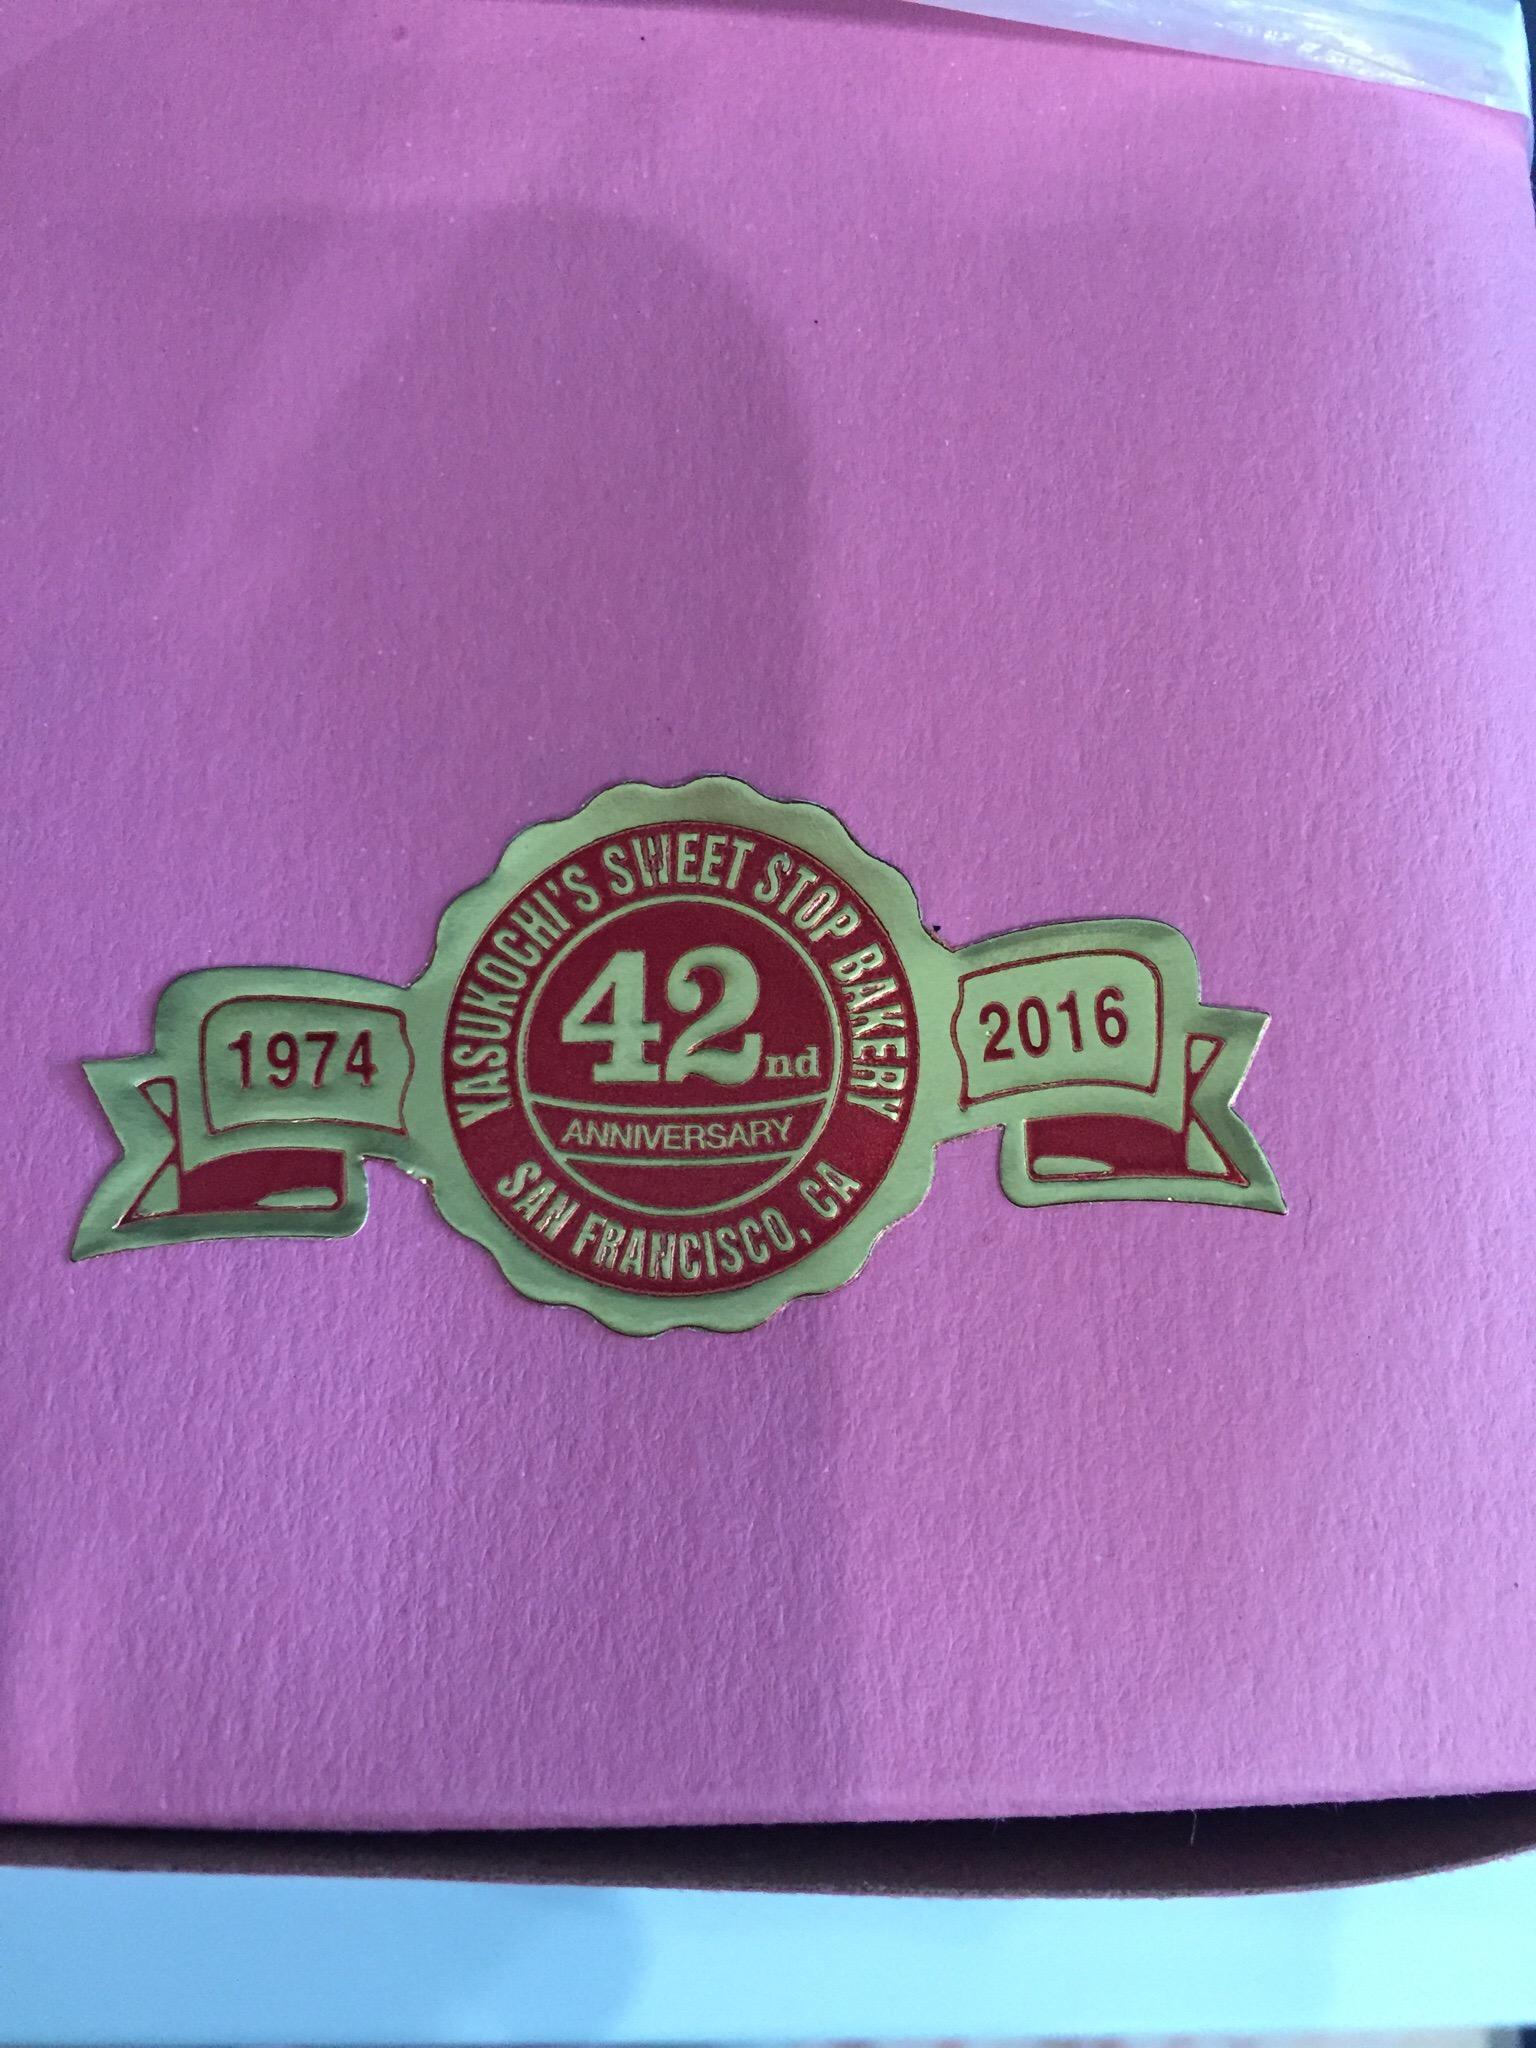 YASUKOCHI'S SWEET STOP BAKERY
1974
42nd
2016
ANNIVERSARY
SAN FRANCISCO, CA